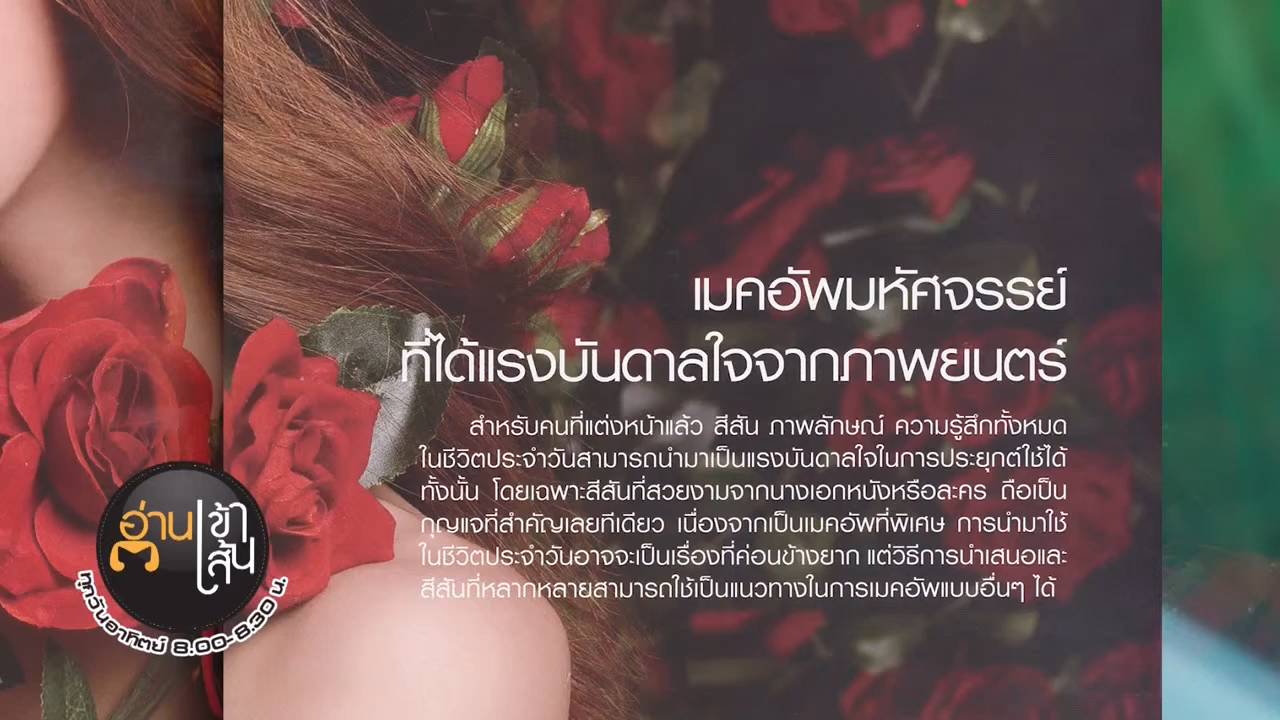 เมคอัพมหัศจรรย์
ที่ได้แรงบันดาลใจจากภาพยนตร์
สำหรับคนที่แต่งหน้าแล้ว สีสัน ภาพลักษณ์ ความรู้สึกทั้งหมด
ในชีวิตประจำวันสามารถนำมาเป็นแรงบันดาลใจในการประยุกต์ใช้ได้
ทั้งนั้น โดยเฉพาะสีสันที่สวยงามจากนางเอกหนังหรือละคร ถือเป็น
กุญแจที่สำคัญเลยทีเดียว เนื่องจากเป็นเมคอัพที่พิเศษ การนำมาใช้
ในชีวิตประจำวันอาจจะเป็นเรื่องที่ค่อนข้างยาก แต่วิธีการนำเสนอและ
สีสันที่หลากหลายสามารถใช้เป็นแนวทางในการเมคอัพแบบอื่นๆ ได้
อ่านเข้า
เส้น
ทุกวันอาทิตย์ 8.00-8.30 น.